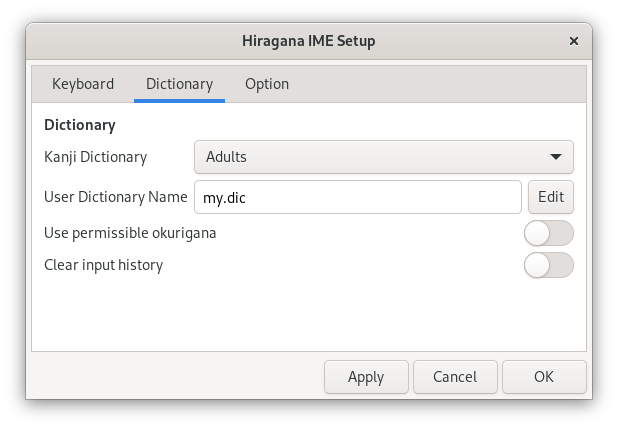 Hiragana IME Setup
Keyboard Dictionary Option
Dictionary
Kanji Dictionary Adults
User Dictionary Name my.dic Edit
Use permissible okurigana
Clear input history
Apply Cancel OK